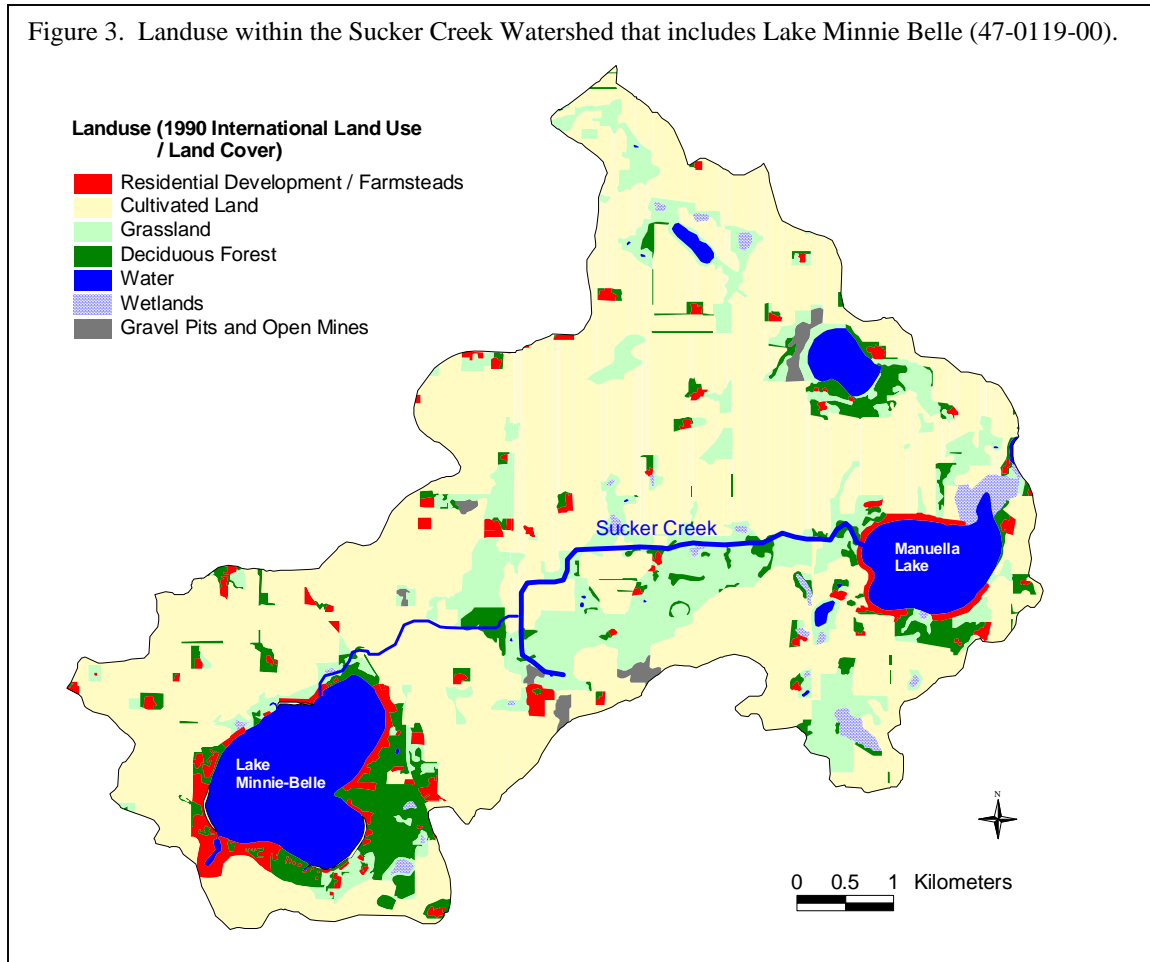 Figure 3.  Landuse within the Sucker Creek Watershed that includes Lake Minnie Belle (47-0119-00).
Landuse (1990 International Land Use
/ Land Cover)
Residential Development / Farmsteads
Cultivated Land
Grassland
Deciduous Forest
Water
Wetlands
Gravel Pits and Open Mines
Sucker Creek
Manuella
Lake
Lake
Minnie-Belle
N
0 0.5 1 Kilometers